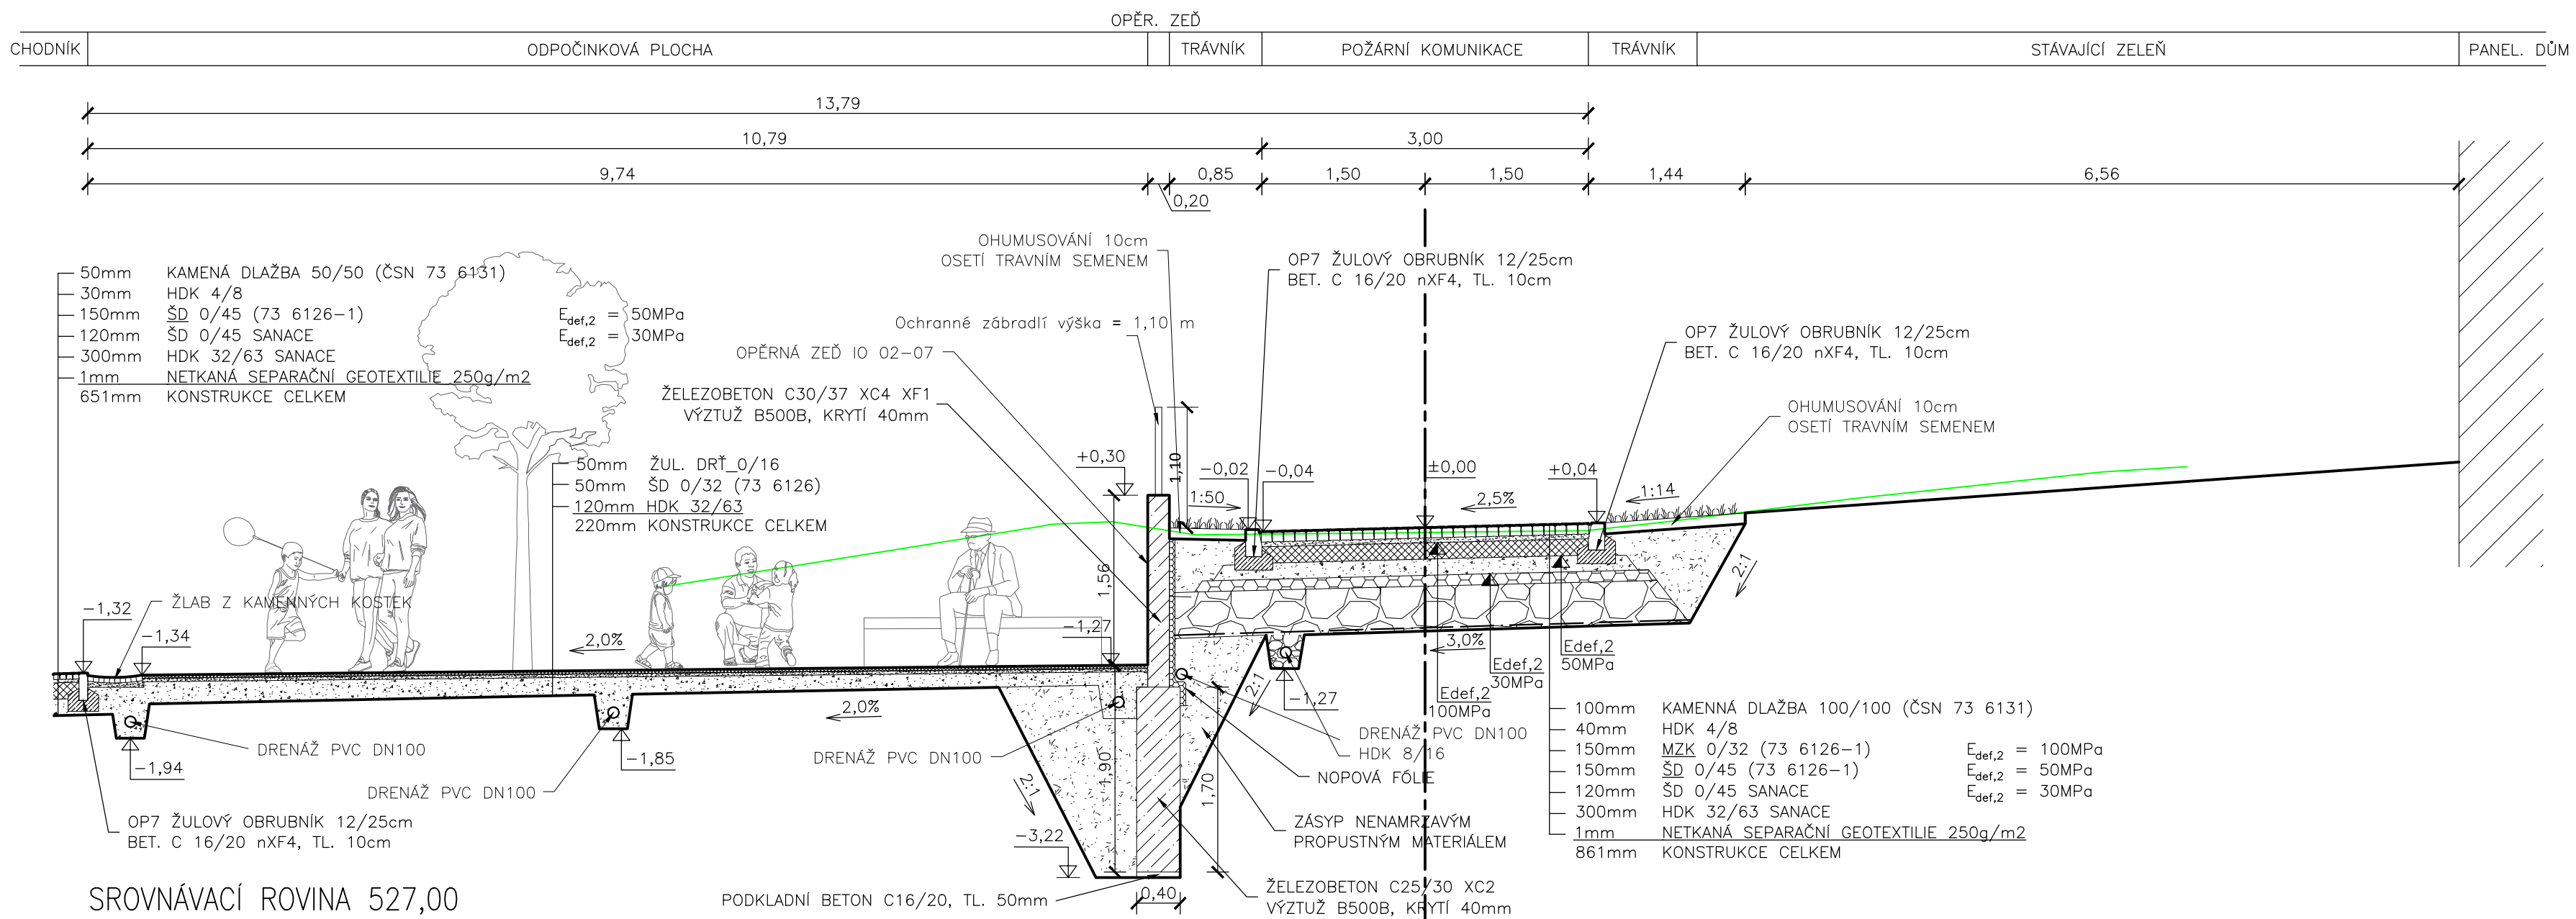 OPĚR. ZEĎ
CHODNÍK
ODPOČINKOVÁ PLOCHA
TRÁVNÍK
POŽÁRNÍ KOMUNIKACE
TRÁVNÍK
STÁVAJÍCÍ ZELEŇ
PANEL. DŮM
13,79
10,79
3,00
9,74
0,85
1,50
1,50
1,44
6,56
0,20
50mm KAMENÁ DLAŽBA 50/50 (ČSN 73 6131)
30mm HDK 4/8
150mm ŠD 0/45 (73 6126-1) Edef,2 = 50MPa
120mm ŠD 0/45 SANACE Edef,2 = 30MPa
300mm HDK 32/63 SANACE
1mm NETKANÁ SEPARAČNÍ GEOTEXTILIE 250g/m2
651mm KONSTRUKCE CELKEM
OHUMUSOVÁNÍ 10cm
OSETÍ TRAVNÍM SEMENEM
OP7 ŽULOVÝ OBRUBNÍK 12/25cm
BET. C 16/20 nXF4, TL. 10cm
Ochranné zábradlí výška = 1,10 m
OPĚRNÁ ZEĎ IO 02-07
ŽELEZOBETON C30/37 XC4 XF1
VÝZTUŽ B500B, KRYTÍ 40mm
OP7 ŽULOVÝ OBRUBNÍK 12/25cm
BET. C 16/20 nXF4, TL. 10cm
OHUMUSOVÁNÍ 10cm
OSETÍ TRAVNÍM SEMENEM
50mm ŽUL. DRŤ_0/16
50mm ŠD 0/32 (73 6126)
120mm HDK 32/63
220mm KONSTRUKCE CELKEM
+0,30
1,10
-0,02
-0,04
±0,00
+0,04
1:50
2,5%
1:14
1,56
2:1
ŽLAB Z KAMENNÝCH KOSTEK
-1,32
-1,34
2,0%
-1,27
3,0%
Edef,2
50MPa
Edef,2
30MPa
Edef,2
100MPa
2:1
-1,27
2,0%
DRENÁŽ PVC DN100
-1,94
-1,85
DRENÁŽ PVC DN100
DRENÁŽ PVC DN100
DRENÁŽ PVC DN100
HDK 8/16
NOPOVÁ FÓLIE
1,90
1,70
2:1
-3,22
ZÁSYP NENAMRZAVÝM
PROPUSTNÝM MATERIÁLEM
100mm KAMENNÁ DLAŽBA 100/100 (ČSN 73 6131)
40mm HDK 4/8
150mm MZK 0/32 (73 6126-1) Edef,2 = 100MPa
150mm ŠD 0/45 (73 6126-1) Edef,2 = 50MPa
120mm ŠD 0/45 SANACE Edef,2 = 30MPa
300mm HDK 32/63 SANACE
1mm NETKANÁ SEPARAČNÍ GEOTEXTILIE 250g/m2
861mm KONSTRUKCE CELKEM
OP7 ŽULOVÝ OBRUBNÍK 12/25cm
BET. C 16/20 nXF4, TL. 10cm
SROVNÁVACÍ ROVINA 527,00
PODKLADNÍ BETON C16/20, TL. 50mm
0,40
ŽELEZOBETON C25/30 XC2
VÝZTUŽ B500B, KRYTÍ 40mm